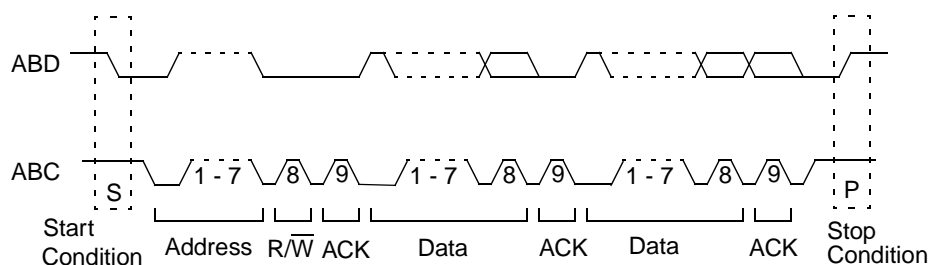 ABD
ABC
1 - 7
8
9
1 - 7
8
9
1 - 7
8
9
S
P
Start
Condition
Address
R/W̅
ACK
Data
ACK
Data
ACK
Stop
Condition